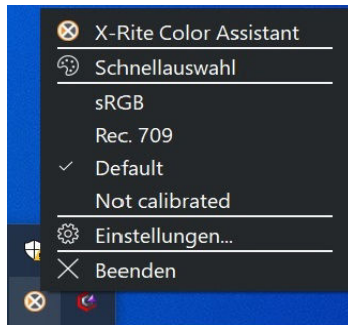 X-Rite Color Assistant
Schnellauswahl
sRGB
Rec. 709
Default
Not calibrated
Einstellungen...
Beenden